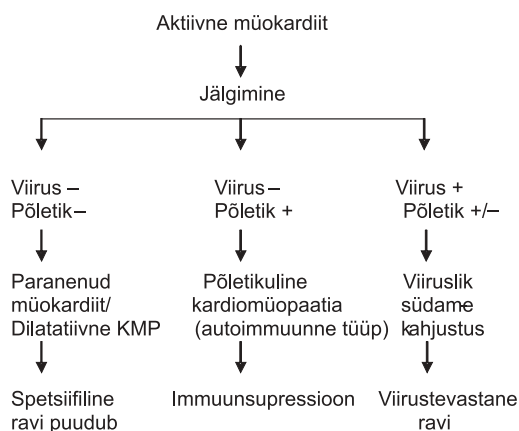 Aktiivne müokardiit
Jälgimine
Viirus –
Põletik –
Viirus –
Põletik +
Viirus +
Põletik +/–
Paranenud
müokardiit/
Dilatatiivne KMP
Põletikuline
kardiomüopaatia
(autoimmunne tüüp)
Viiruslik
südame-
kahjustus
Spetsiifiline
ravi puudub
Immuunsupressioon
Viirustevastane
ravi